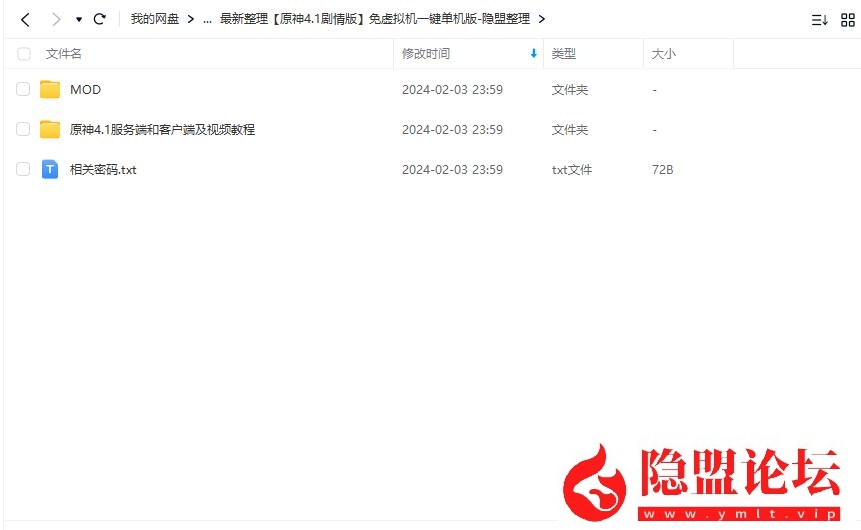 我的网盘 > ... 最新整理【原神4.1剧情版】免虚拟机一键单机版-隐盟整理 >
文件名 修改时间 类型 大小
MOD 2024-02-03 23:59 文件夹 -
原神4.1服务端和客户端及视频教程 2024-02-03 23:59 文件夹 -
相关密码.txt 2024-02-03 23:59 txt文件 72B
隐盟论坛
www.ymlt.vip